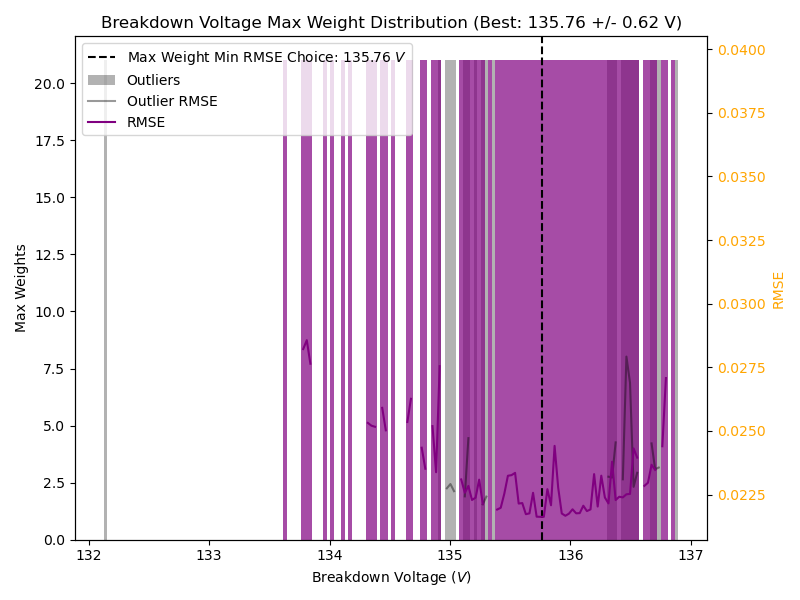 Breakdown Voltage Max Weight Distribution (Best: 135.76 +/- 0.62 V)
Max Weight Min RMSE Choice: 135.76 V
Outliers
Outlier RMSE
RMSE
20.0
17.5
15.0
12.5
10.0
7.5
5.0
2.5
0.0
Max Weights
0.0400
0.0375
0.0350
0.0325
0.0300
0.0275
0.0250
0.0225
RMSE
132
133
134
135
136
137
Breakdown Voltage (V)